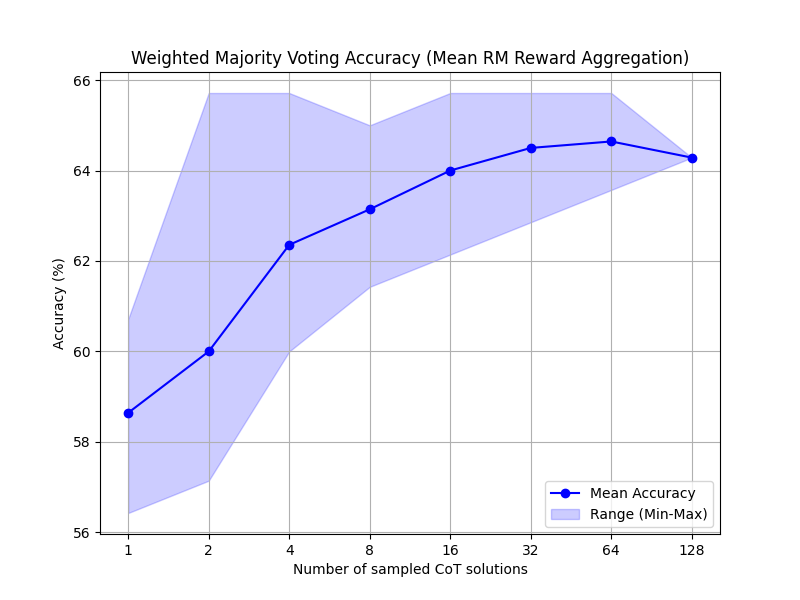 Weighted Majority Voting Accuracy (Mean RM Reward Aggregation)
66
64
62
60
58
56
Accuracy (%)
Mean Accuracy
Range (Min-Max)
1 2 4 8 16 32 64 128
Number of sampled CoT solutions